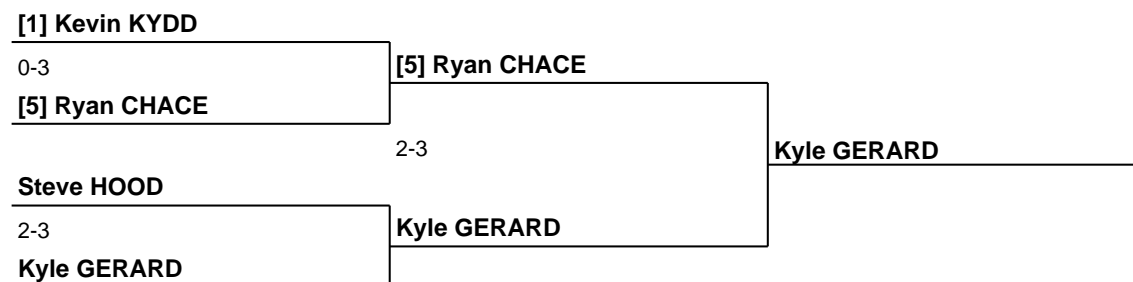 [1] Kevin KYDD
0-3
[5] Ryan CHACE
[5] Ryan CHACE
2-3
Kyle GERARD
Steve HOOD
2-3
Kyle GERARD
Kyle GERARD